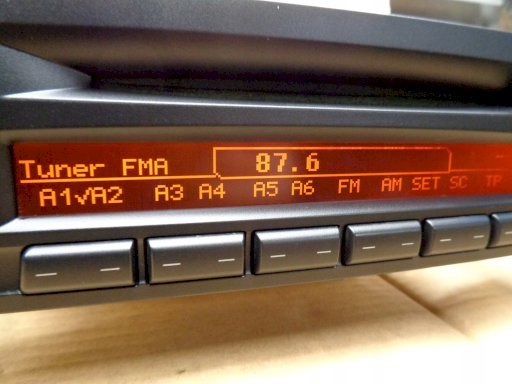 Tuner FMA 87.6
A1√A2 A3 A4 A5 A6 FM AM SET SC TP